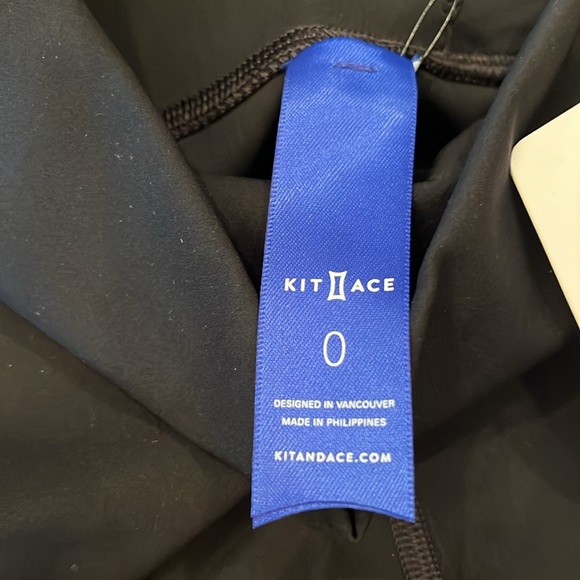 KIT ACE
0
DESIGNED IN VANCOUVER
MADE IN PHILIPPINES
KITANDACE.COM